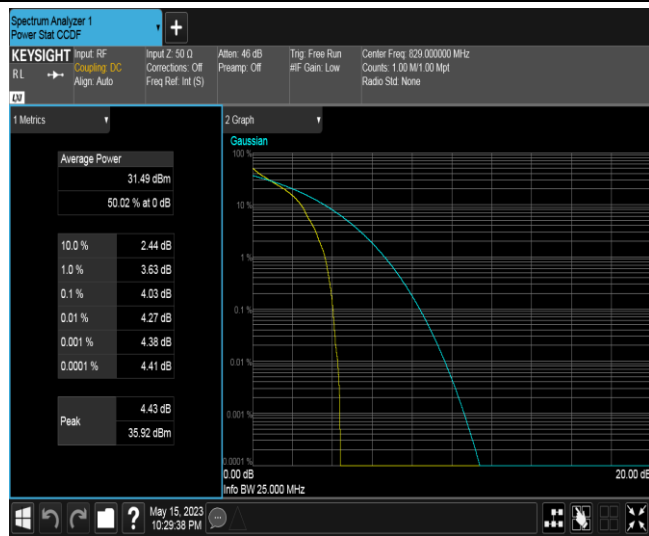 Spectrum Analyzer 1
Power Stat CCDF
+
KEYSIGHT
RL
LXI
Input: RF
Coupling: DC
Align: Auto
Input Z: 50 Ω
Corrections: Off
Freq Ref: Int (S)
Atten: 46 dB
Preamp: Off
Trig: Free Run
#IF Gain: Low
Center Freq: 829.000000 MHz
Counts: 1.00 M/1.00 Mpt
Radio Std: None
1 Metrics
Average Power
31.49 dBm
50.02 % at 0 dB
10.0 % 2.44 dB
1.0 % 3.63 dB
0.1 % 4.03 dB
0.01 % 4.27 dB
0.001 % 4.38 dB
0.0001 % 4.41 dB
Peak 4.43 dB
35.92 dBm
2 Graph
Gaussian
100 %
10 %
1 %
0.1 %
0.01 %
0.001 %
0.0001 %
0.00 dB 20.00 dB
Info BW 25.000 MHz
?
May 15, 2023
10:29:38 PM